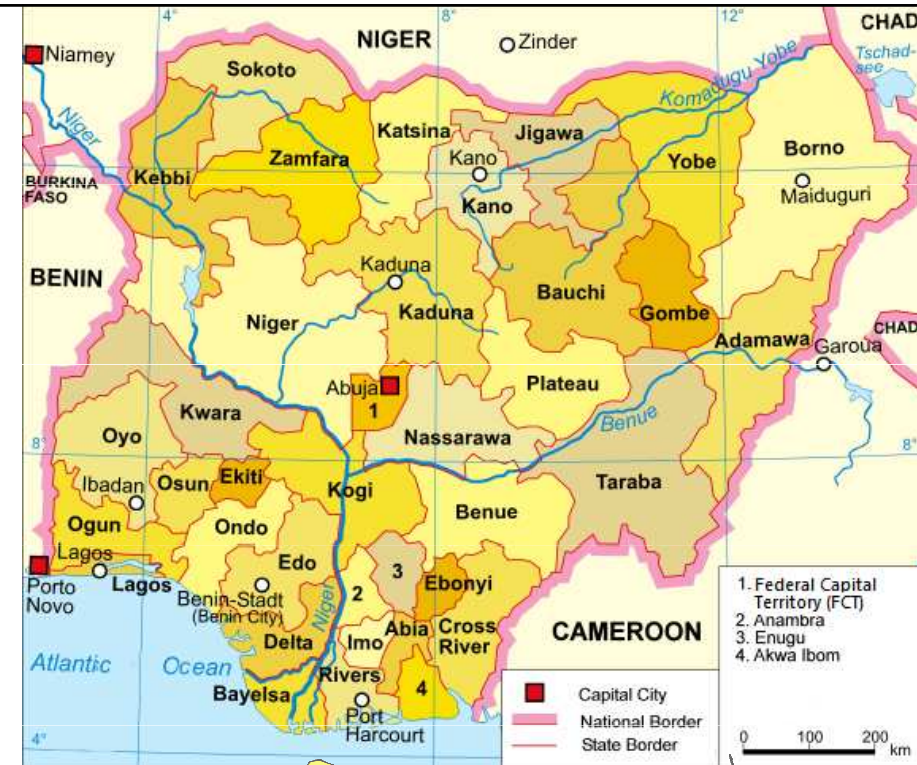 4°
8°
12°
CHAD
NIGER
Zinder
Niamey
Tschad-
see
Sokoto
Komadugu Yobe
Niger
Katsina
Jigawa
Zamfara
Kano
Yobe
Borno
Kebbi
BURKINA
FASO
Kano
Maiduguri
BENIN
Kaduna
Bauchi
Niger
Kaduna
Gombe
Adamawa
CHAD
Garoua
Abuja
1
Plateau
Kwara
Benue
Nassarawa
8°
8°
Oyo
Ibadan
Osun
Ekiti
Kogi
Taraba
Benue
Ogun
Ondo
Lagos
Edo
3
Ebonyi
Porto
Novo
Lagos
Benin-Stadt
(Benin City)
Niger
2
Abia
Cross
River
CAMEROON
Delta
Imo
Atlantic Ocean
Rivers
Bayelsa
4
Port
Harcourt
4°
1. Federal Capital
Territory (FCT)
2. Anambra
3. Enugu
4. Akwa Ibom
Capital City
National Border
State Border
0 100 200
km